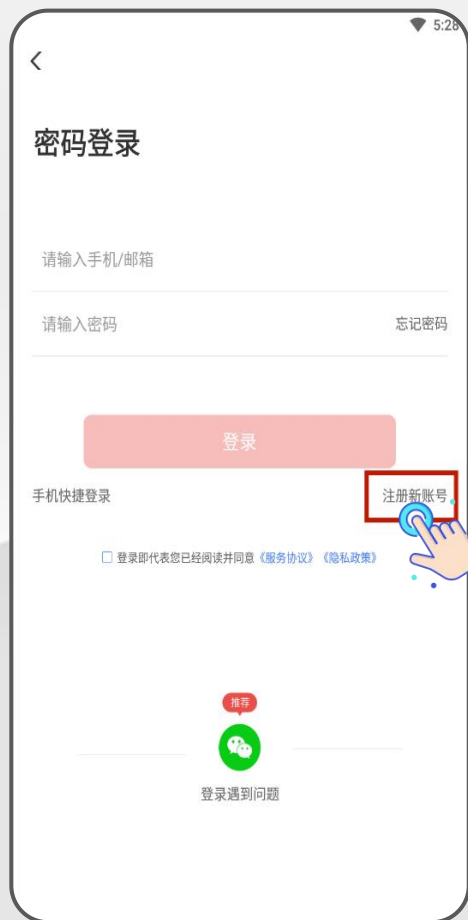 5:28
密码登录
请输入手机/邮箱
请输入密码 忘记密码
登录
手机快捷登录 注册新账号
登录即代表您已经阅读并同意《服务协议》《隐私政策》
推荐
登录遇到问题